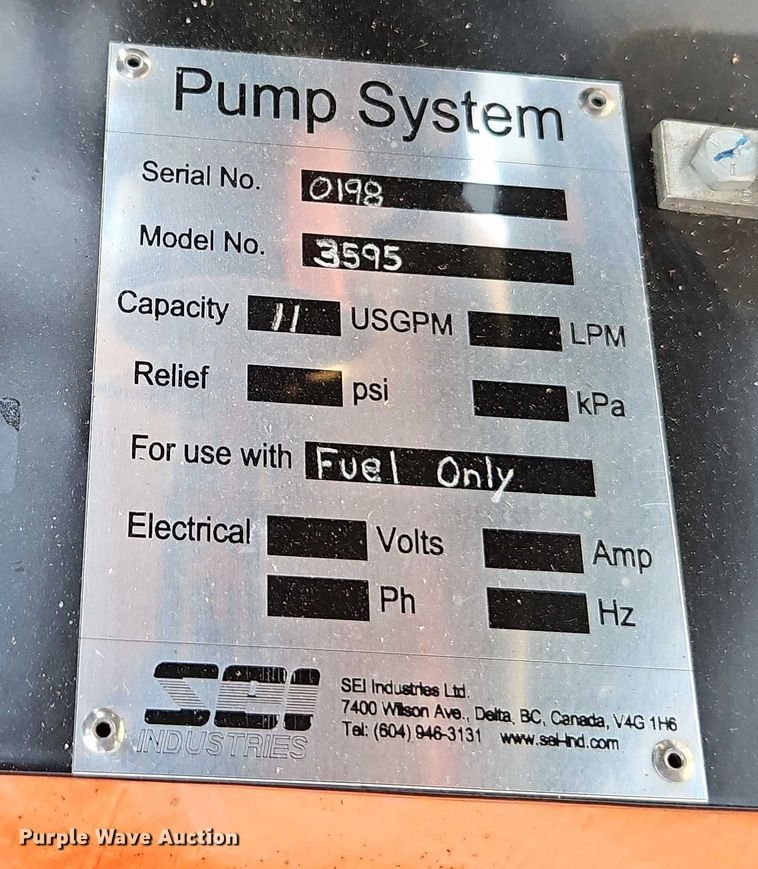 Pump System
Serial No. 0198
Model No. 3595
Capacity 11 USGPM LPM
Relief psi kPa
For use with Fuel Only
Electrical Volts Amp
Ph Hz
SEI
INDUSTRIES
SEI Industries Ltd.
7400 Wilson Ave., Delta, BC, Canada, V4G 1H6
Tel: (604) 946-3131 www.sei-ind.com
Purple Wave Auction